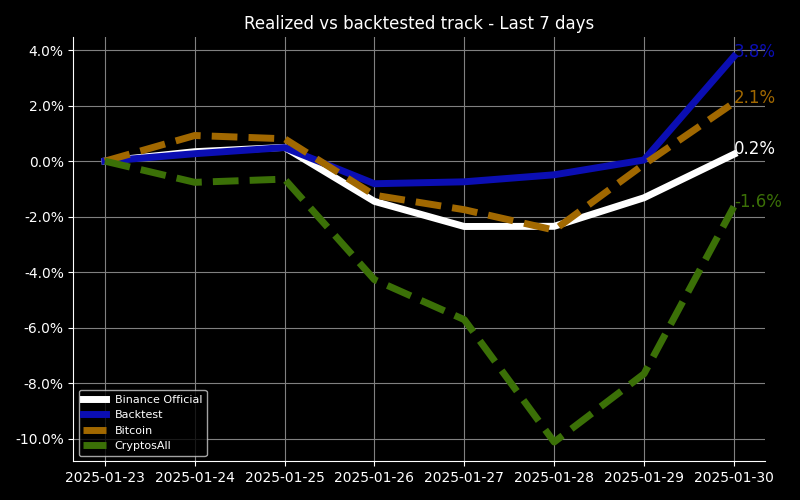 Realized vs backtested track - Last 7 days
4.0%
2.0%
0.0%
-2.0%
-4.0%
-6.0%
-8.0%
-10.0%
3.8%
2.1%
0.2%
-1.6%
Binance Official
Backtest
Bitcoin
CryptosAll
2025-01-23 2025-01-24 2025-01-25 2025-01-26 2025-01-27 2025-01-28 2025-01-29 2025-01-30